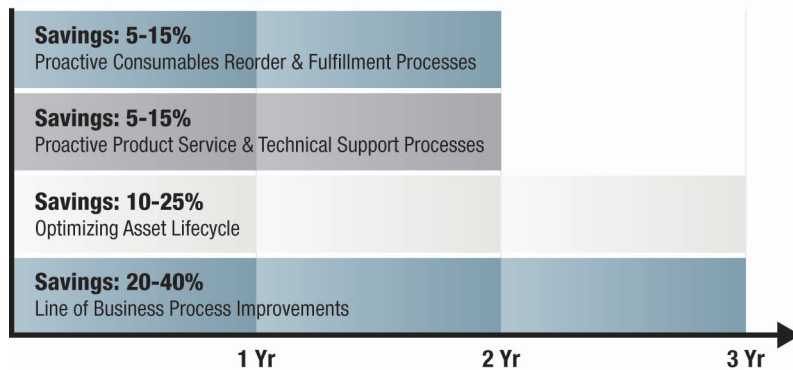 Savings: 5-15%
Proactive Consumables Reorder & Fulfillment Processes
Savings: 5-15%
Proactive Product Service & Technical Support Processes
Savings: 10-25%
Optimizing Asset Lifecycle
Savings: 20-40%
Line of Business Process Improvements
1 Yr 2 Yr 3 Yr